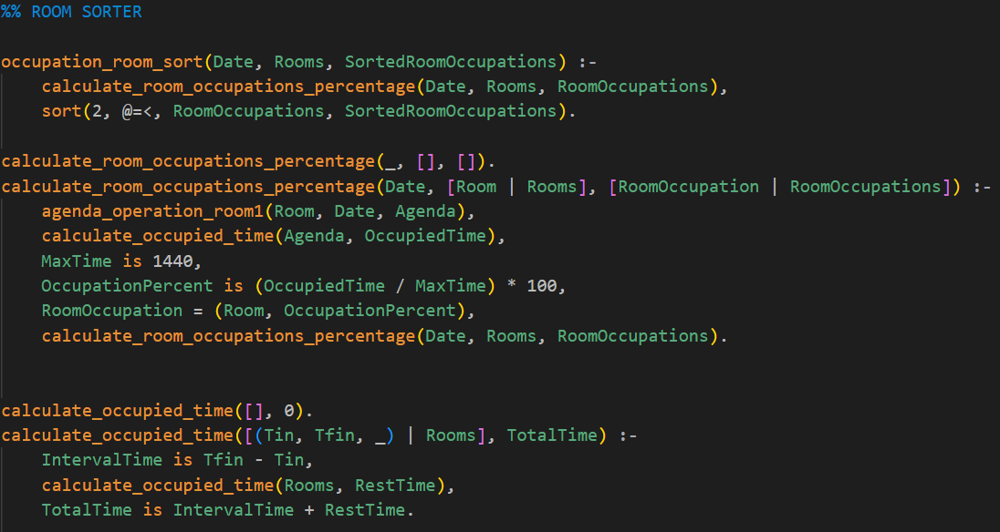 %% ROOM SORTER
occupation_room_sort(Date, Rooms, SortedRoomOccupations) :-
    calculate_room_occupations_percentage(Date, Rooms, RoomOccupations),
    sort(2, @=<, RoomOccupations, SortedRoomOccupations).
calculate_room_occupations_percentage(_, [], []).
calculate_room_occupations_percentage(Date, [Room | Rooms], [RoomOccupation | RoomOccupations]) :-
    agenda_operation_room1(Room, Date, Agenda),
    calculate_occupied_time(Agenda, OccupiedTime),
    MaxTime is 1440,
    OccupationPercent is (OccupiedTime / MaxTime) * 100,
    RoomOccupation = (Room, OccupationPercent),
    calculate_room_occupations_percentage(Date, Rooms, RoomOccupations).
calculate_occupied_time([], 0).
calculate_occupied_time([(Tin, Tfin, _) | Rooms], TotalTime) :-
    IntervalTime is Tfin - Tin,
    calculate_occupied_time(Rooms, RestTime),
    TotalTime is IntervalTime + RestTime.